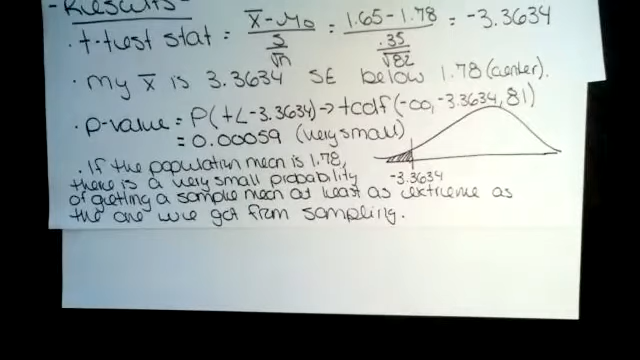 - Results -
· t-test stat = x̄ - μ₀ / s/√n = 1.65 - 1.78 / .35/√82 = -3.3634
· My x̄ is 3.3634 SE below 1.78 (center).
· p-value = P(t < -3.3634) → tcdf(-∞, -3.3634, 81)
= 0.00059 (very small)
· If the population mean is 1.78,
there is a very small probability
of getting a sample mean at least as extreme as
the one we got from sampling.
-3.3634